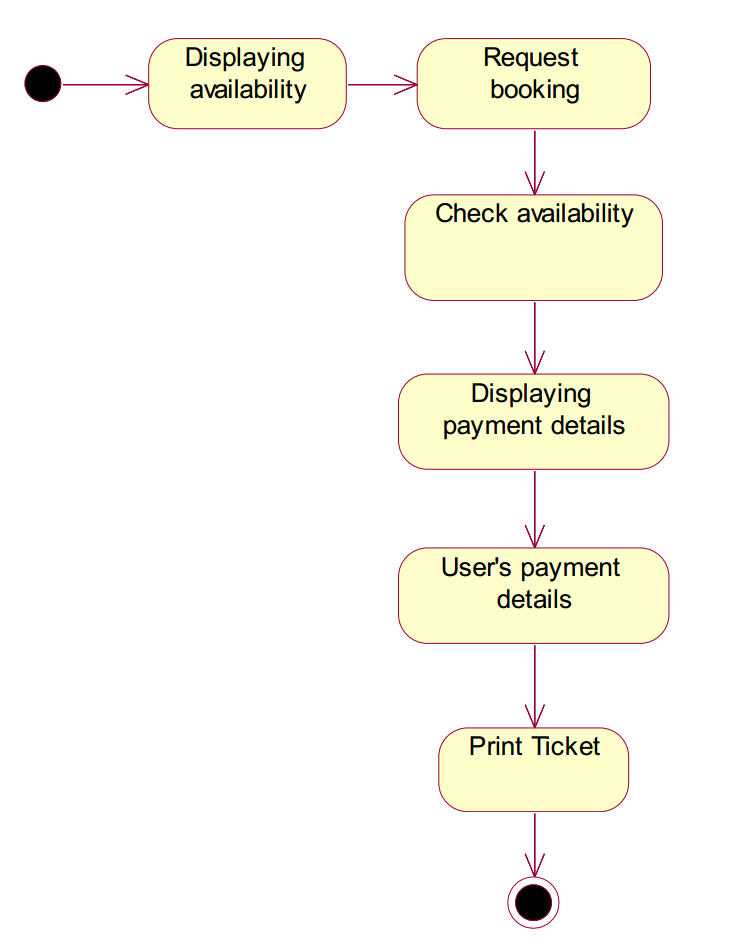 Displaying
availability
Request
booking
Check availability
Displaying
payment details
User's payment
details
Print Ticket